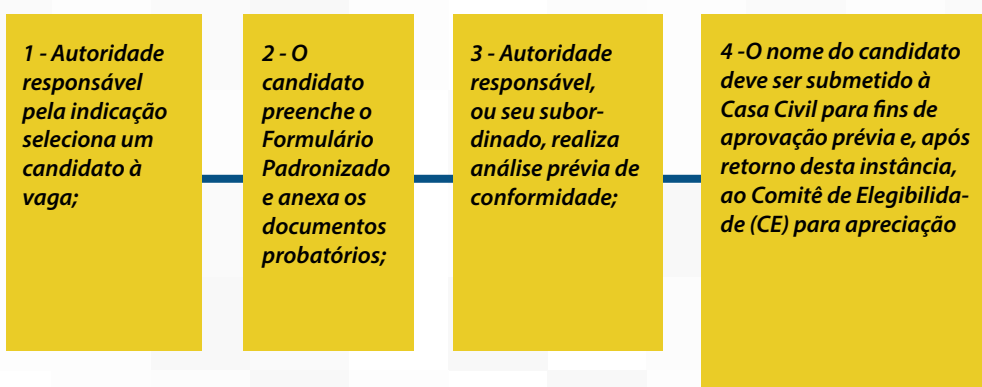 1 - Autoridade
responsável
pela indicação
seleciona um
candidato à
vaga;
2 - O
candidato
preenche o
Formulário
Padronizado
e anexa os
documentos
probatórios;
3 - Autoridade
responsável,
ou seu subor-
dinado, realiza
análise prévia de
conformidade;
4 -O nome do candidato
deve ser submetido à
Casa Civil para fins de
aprovação prévia e, após
retorno desta instância,
ao Comitê de Elegibilida-
de (CE) para apreciação